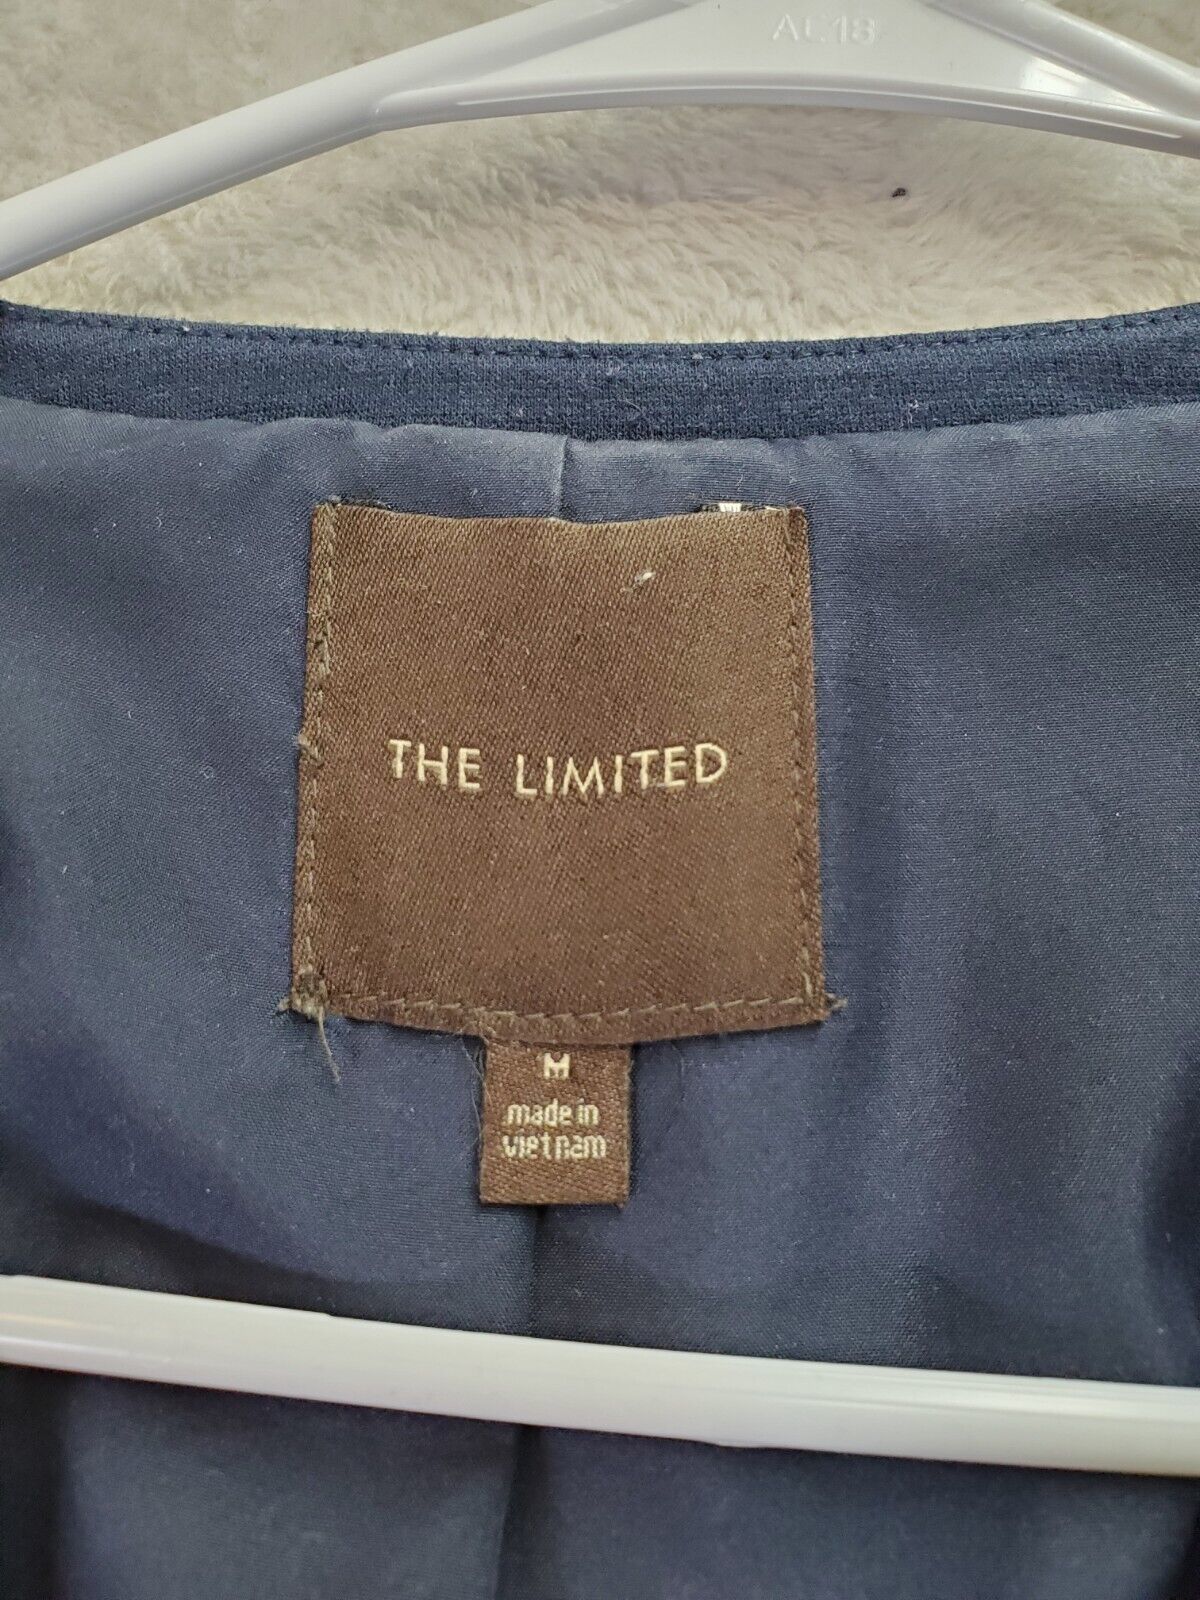 AC18
THE LIMITED
M
made in
vietnam